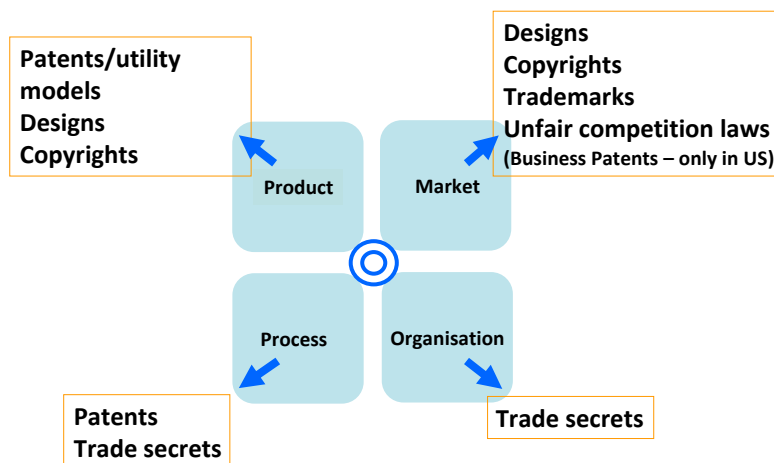 Patents/utility
models
Designs
Copyrights
Designs
Copyrights
Trademarks
Unfair competition laws
(Business Patents – only in US)
Product
Market
Process
Organisation
Patents
Trade secrets
Trade secrets